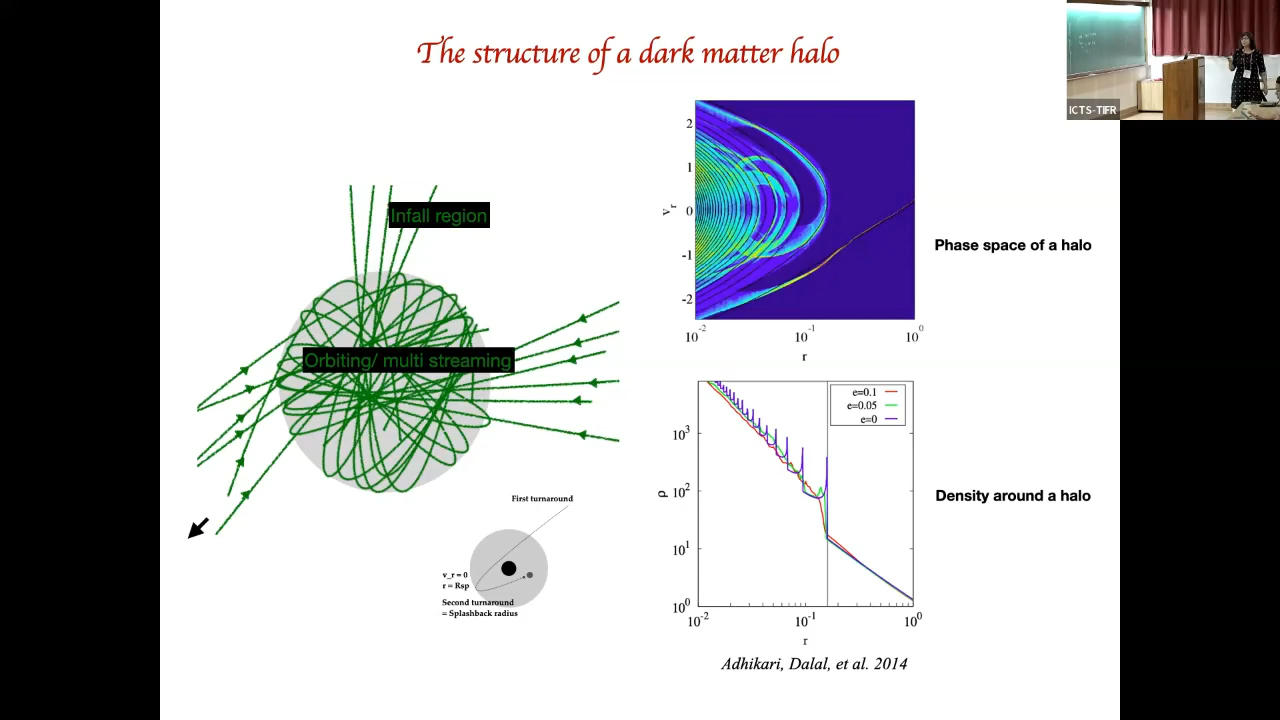 The structure of a dark matter halo
ICTS-TIFR
Infall region
Orbiting/ multi streaming
First turnaround
v_r = 0
r = Rsp
Second turnaround
= Splashback radius
2
1
0
-1
-2
v_r
10^-2
10^-1
10^0
r
Phase space of a halo
e=0.1
e=0.05
e=0
10^3
10^2
10^1
10^0
ρ
10^-2
10^-1
10^0
r
Density around a halo
Adhikari, Dalal, et al. 2014